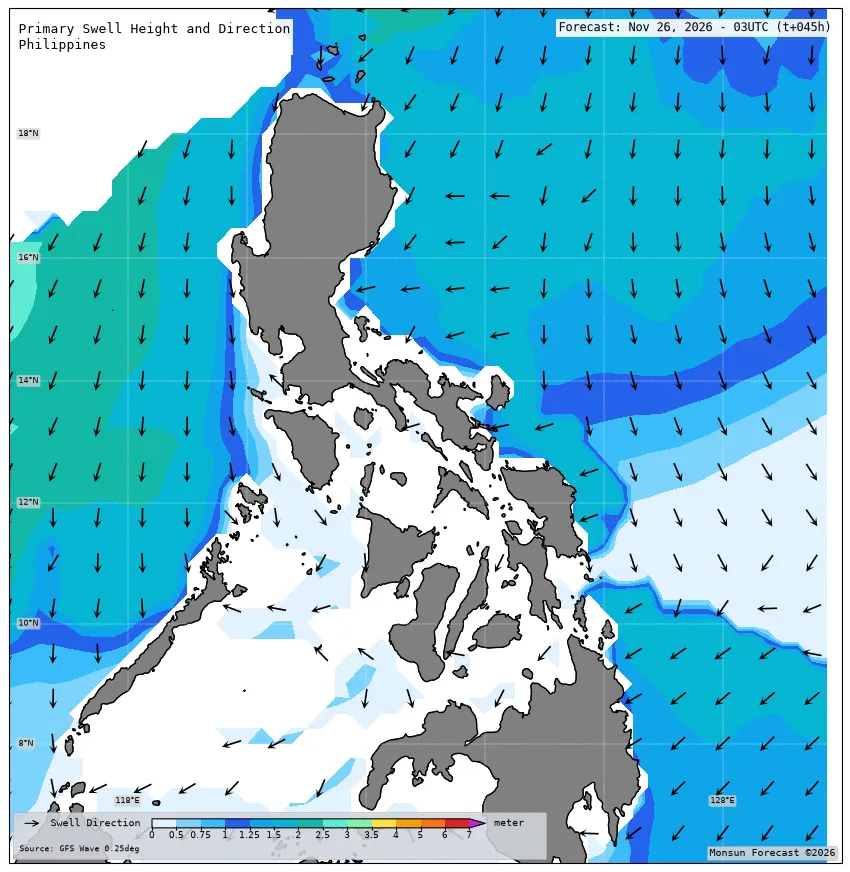 Primary Swell Height and Direction
Philippines
Forecast: Nov 26, 2026 - 03UTC (t+045h)
18°N
16°N
14°N
12°N
10°N
8°N
118°E
128°E
Swell Direction
meter
0 0.5 0.75 1 1.25 1.5 2 2.5 3 3.5 4 5 6 7
Source: GFS Wave 0.25deg
Monsun Forecast ©2026